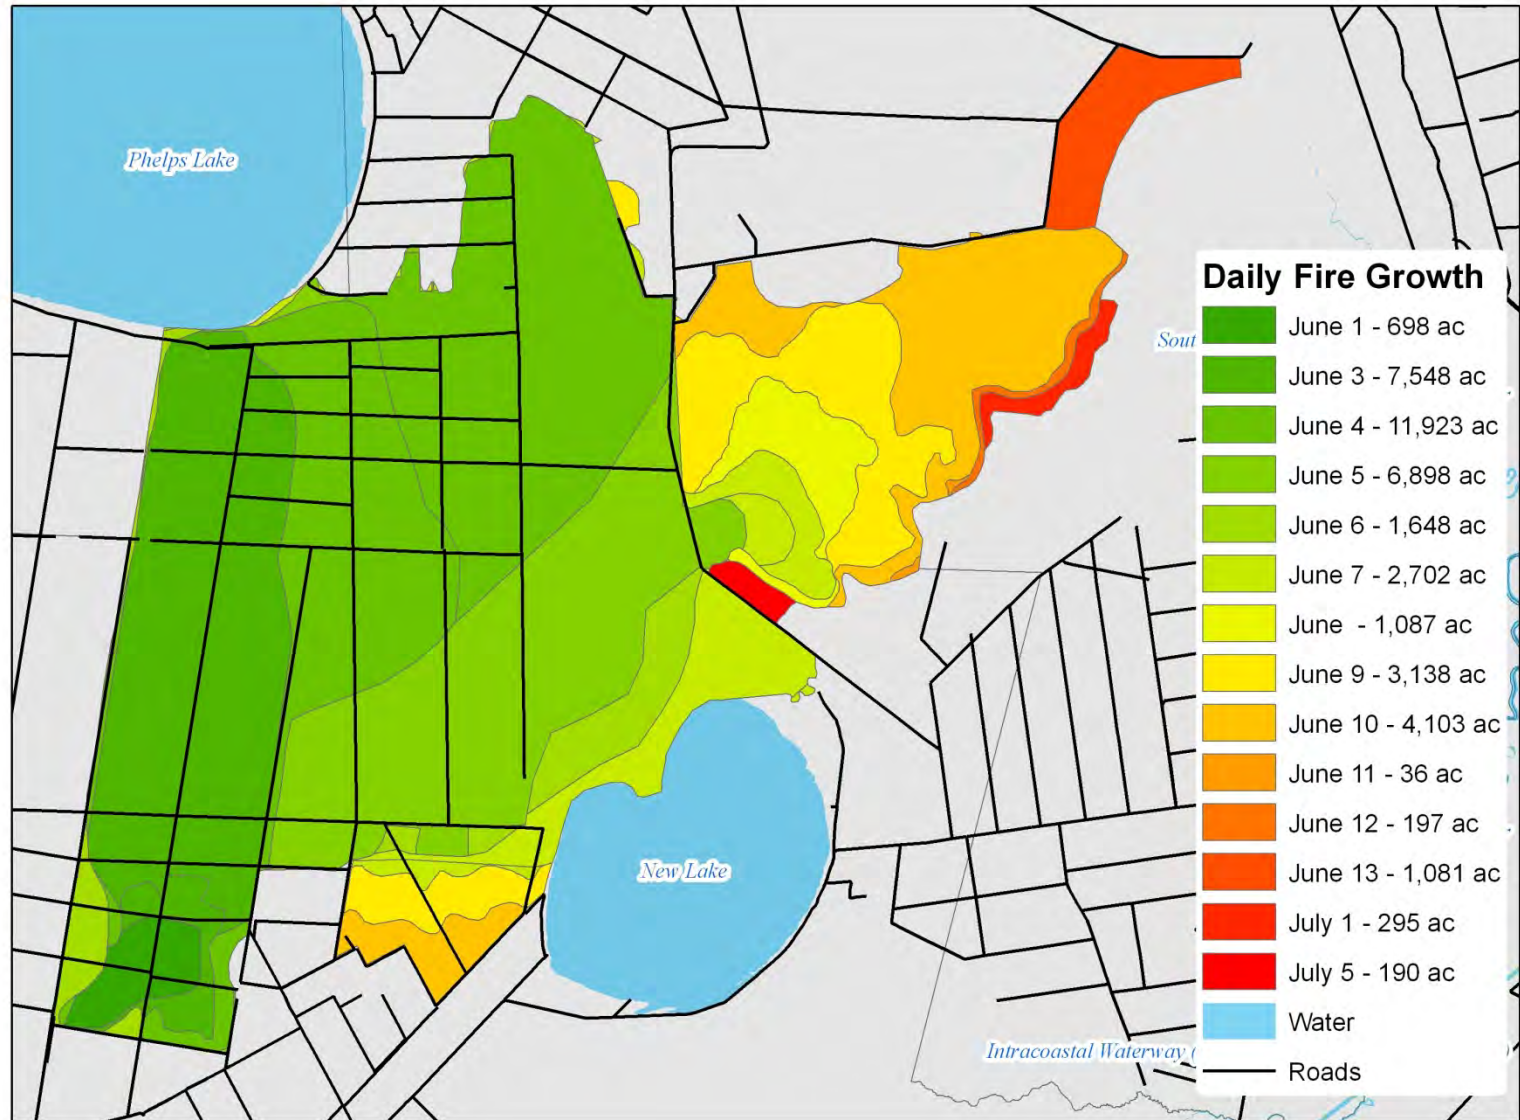 Phelps Lake
Daily Fire Growth
June 1 - 698 ac
June 3 - 7,548 ac
June 4 - 11,923 ac
June 5 - 6,898 ac
June 6 - 1,648 ac
June 7 - 2,702 ac
June  - 1,087 ac
June 9 - 3,138 ac
June 10 - 4,103 ac
June 11 - 36 ac
June 12 - 197 ac
June 13 - 1,081 ac
July 1 - 295 ac
July 5 - 190 ac
Water
Roads
Sout
New Lake
Intracoastal Waterway (